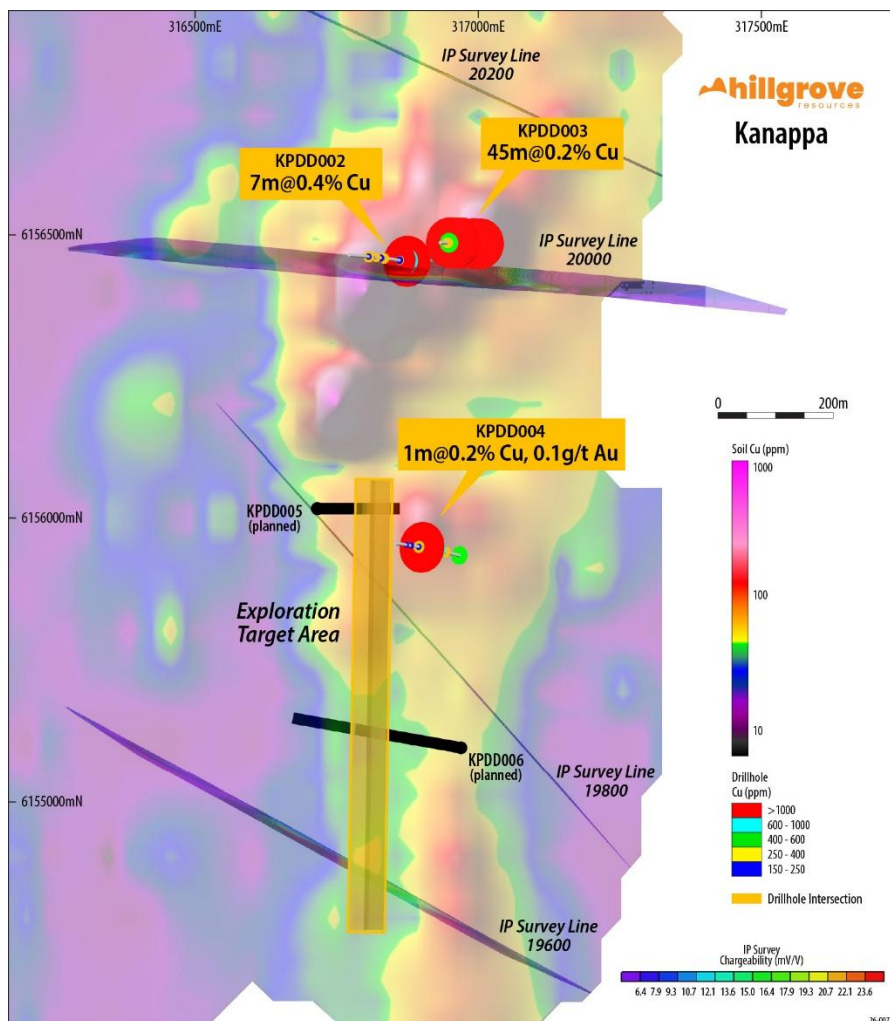 316500mE
317000mE
317500mE
IP Survey Line
20200
hillgrove
resources
Kanappa
KPDD003
45m@0.2% Cu
KPDD002
7m@0.4% Cu
6156500mN
IP Survey Line
20000
0
200m
KPDD004
1m@0.2% Cu, 0.1g/t Au
Soil Cu (ppm)
1000
100
10
6156000mN
KPDD005
(planned)
Exploration
Target Area
KPDD006
(planned)
IP Survey Line
19800
6155000mN
Drillhole
Cu (ppm)
>1000
600 - 1000
400 - 600
250 - 400
150 - 250
Drillhole Intersection
IP Survey Line
19600
IP Survey
Chargeability (mV/V)
6.4 7.9 9.3 10.7 12.1 13.6 15.0 16.4 17.9 19.3 20.7 22.1 23.6